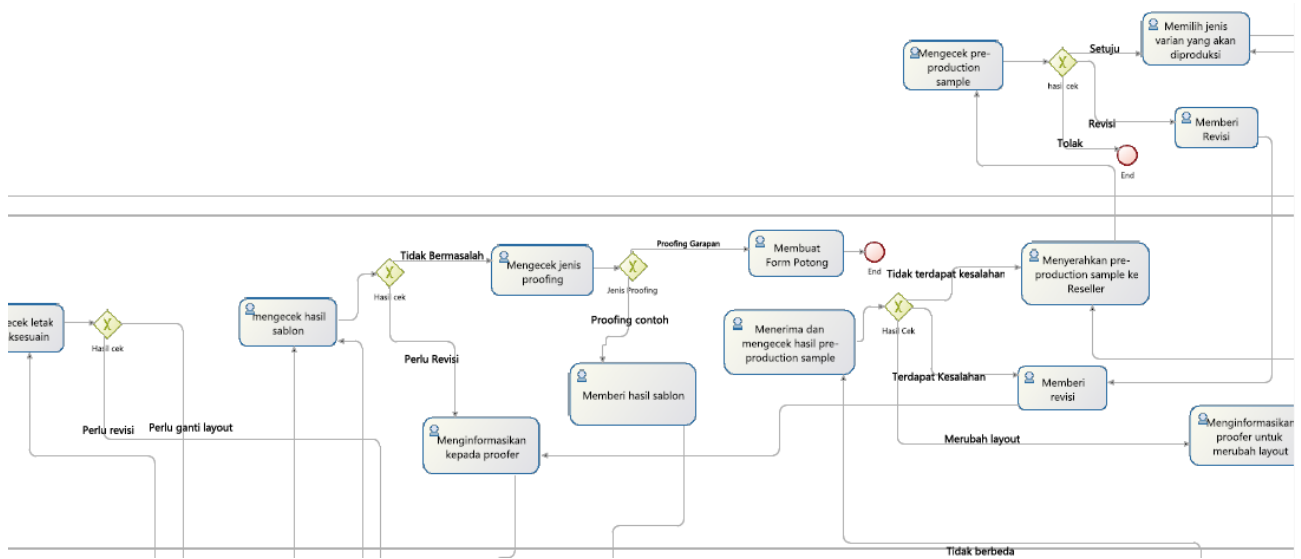 Memilih jenis
varian yang akan
diproduksi
Setuju
Mengecek pre-
production
sample
hasil cek
Revisi
Memberi
Revisi
Tolak
End
Tidak Bermasalah
Mengecek jenis
proofing
Proofing Garapan
Membuat
Form Potong
End
Jenis Proofing
Hasil cek
Tidak terdapat kesalahan
Menyerahkan pre-
production sample ke
Reseller
ecek letak
ksesuain
Hasil cek
mengecek hasil
sablon
Proofing contoh
Menerima dan
mengecek hasil pre-
production sample
Hasil Cek
Perlu Revisi
Terdapat Kesalahan
Memberi
revisi
Memberi hasil sablon
Perlu revisi
Perlu ganti layout
Menginformasikan
kepada proofer
Merubah layout
Menginformasikan
proofer untuk
merubah layout
Tidak berbeda